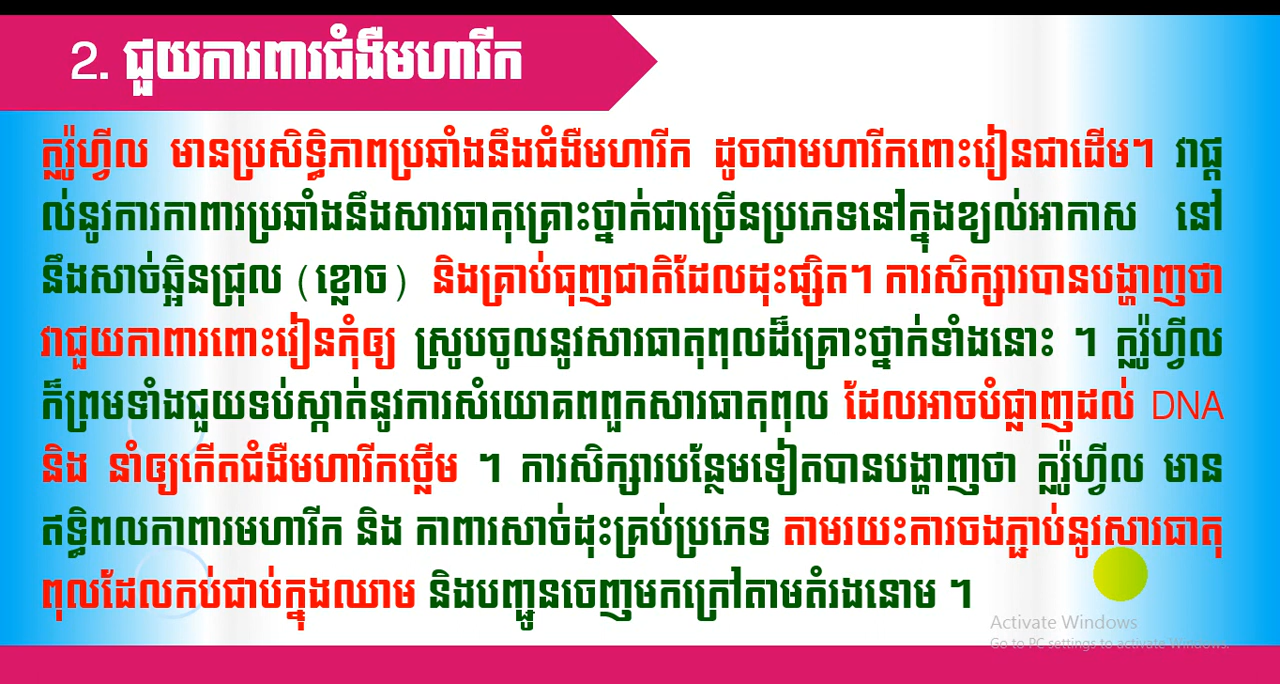 2. ជួយការពារជំងឺមហារីក
ក្លរ៉ូហ្វីល មានប្រសិទ្ធិភាពប្រឆាំងនឹងជំងឺមហារីក ដូចជាមហារីកពោះវៀនជាដើម។ វាផ្ត
ល់នូវការកាពារប្រឆាំងនឹងសារធាតុគ្រោះថ្នាក់ជាច្រើនប្រភេទនៅក្នុងខ្យល់អាកាស នៅ
នឹងសាច់ឆ្អិនជ្រុល (ខ្លោច) និងគ្រាប់ធុញជាតិដែលដុះផ្សិត។ ការសិក្សារបានបង្ហាញថា
វាជួយកាពារពោះវៀនកុំឲ្យ ស្រូបចូលនូវសារធាតុពុលដ៏គ្រោះថ្នាក់ទាំងនោះ ។ ក្លរ៉ូហ្វីល
ក៏ព្រមទាំងជួយទប់ស្កាត់នូវការសំយោគពពួកសារធាតុពុល ដែលអាចបំផ្លាញដល់ DNA
និង នាំឲ្យកើតជំងឺមហារីកថ្លើម ។ ការសិក្សារបន្ថែមទៀតបានបង្ហាញថា ក្លរ៉ូហ្វីល មាន
ឥទ្ធិពលកាពារមហារីក និង កាពារសាច់ដុះគ្រប់ប្រភេទ តាមរយះការចងភ្ជាប់នូវសារធាតុ
ពុលដែលកប់ជាប់ក្នុងឈាម និងបញ្ជូនចេញមកក្រៅតាមតំរងនោម ។
Activate Windows
Go to PC settings to activate Windows.